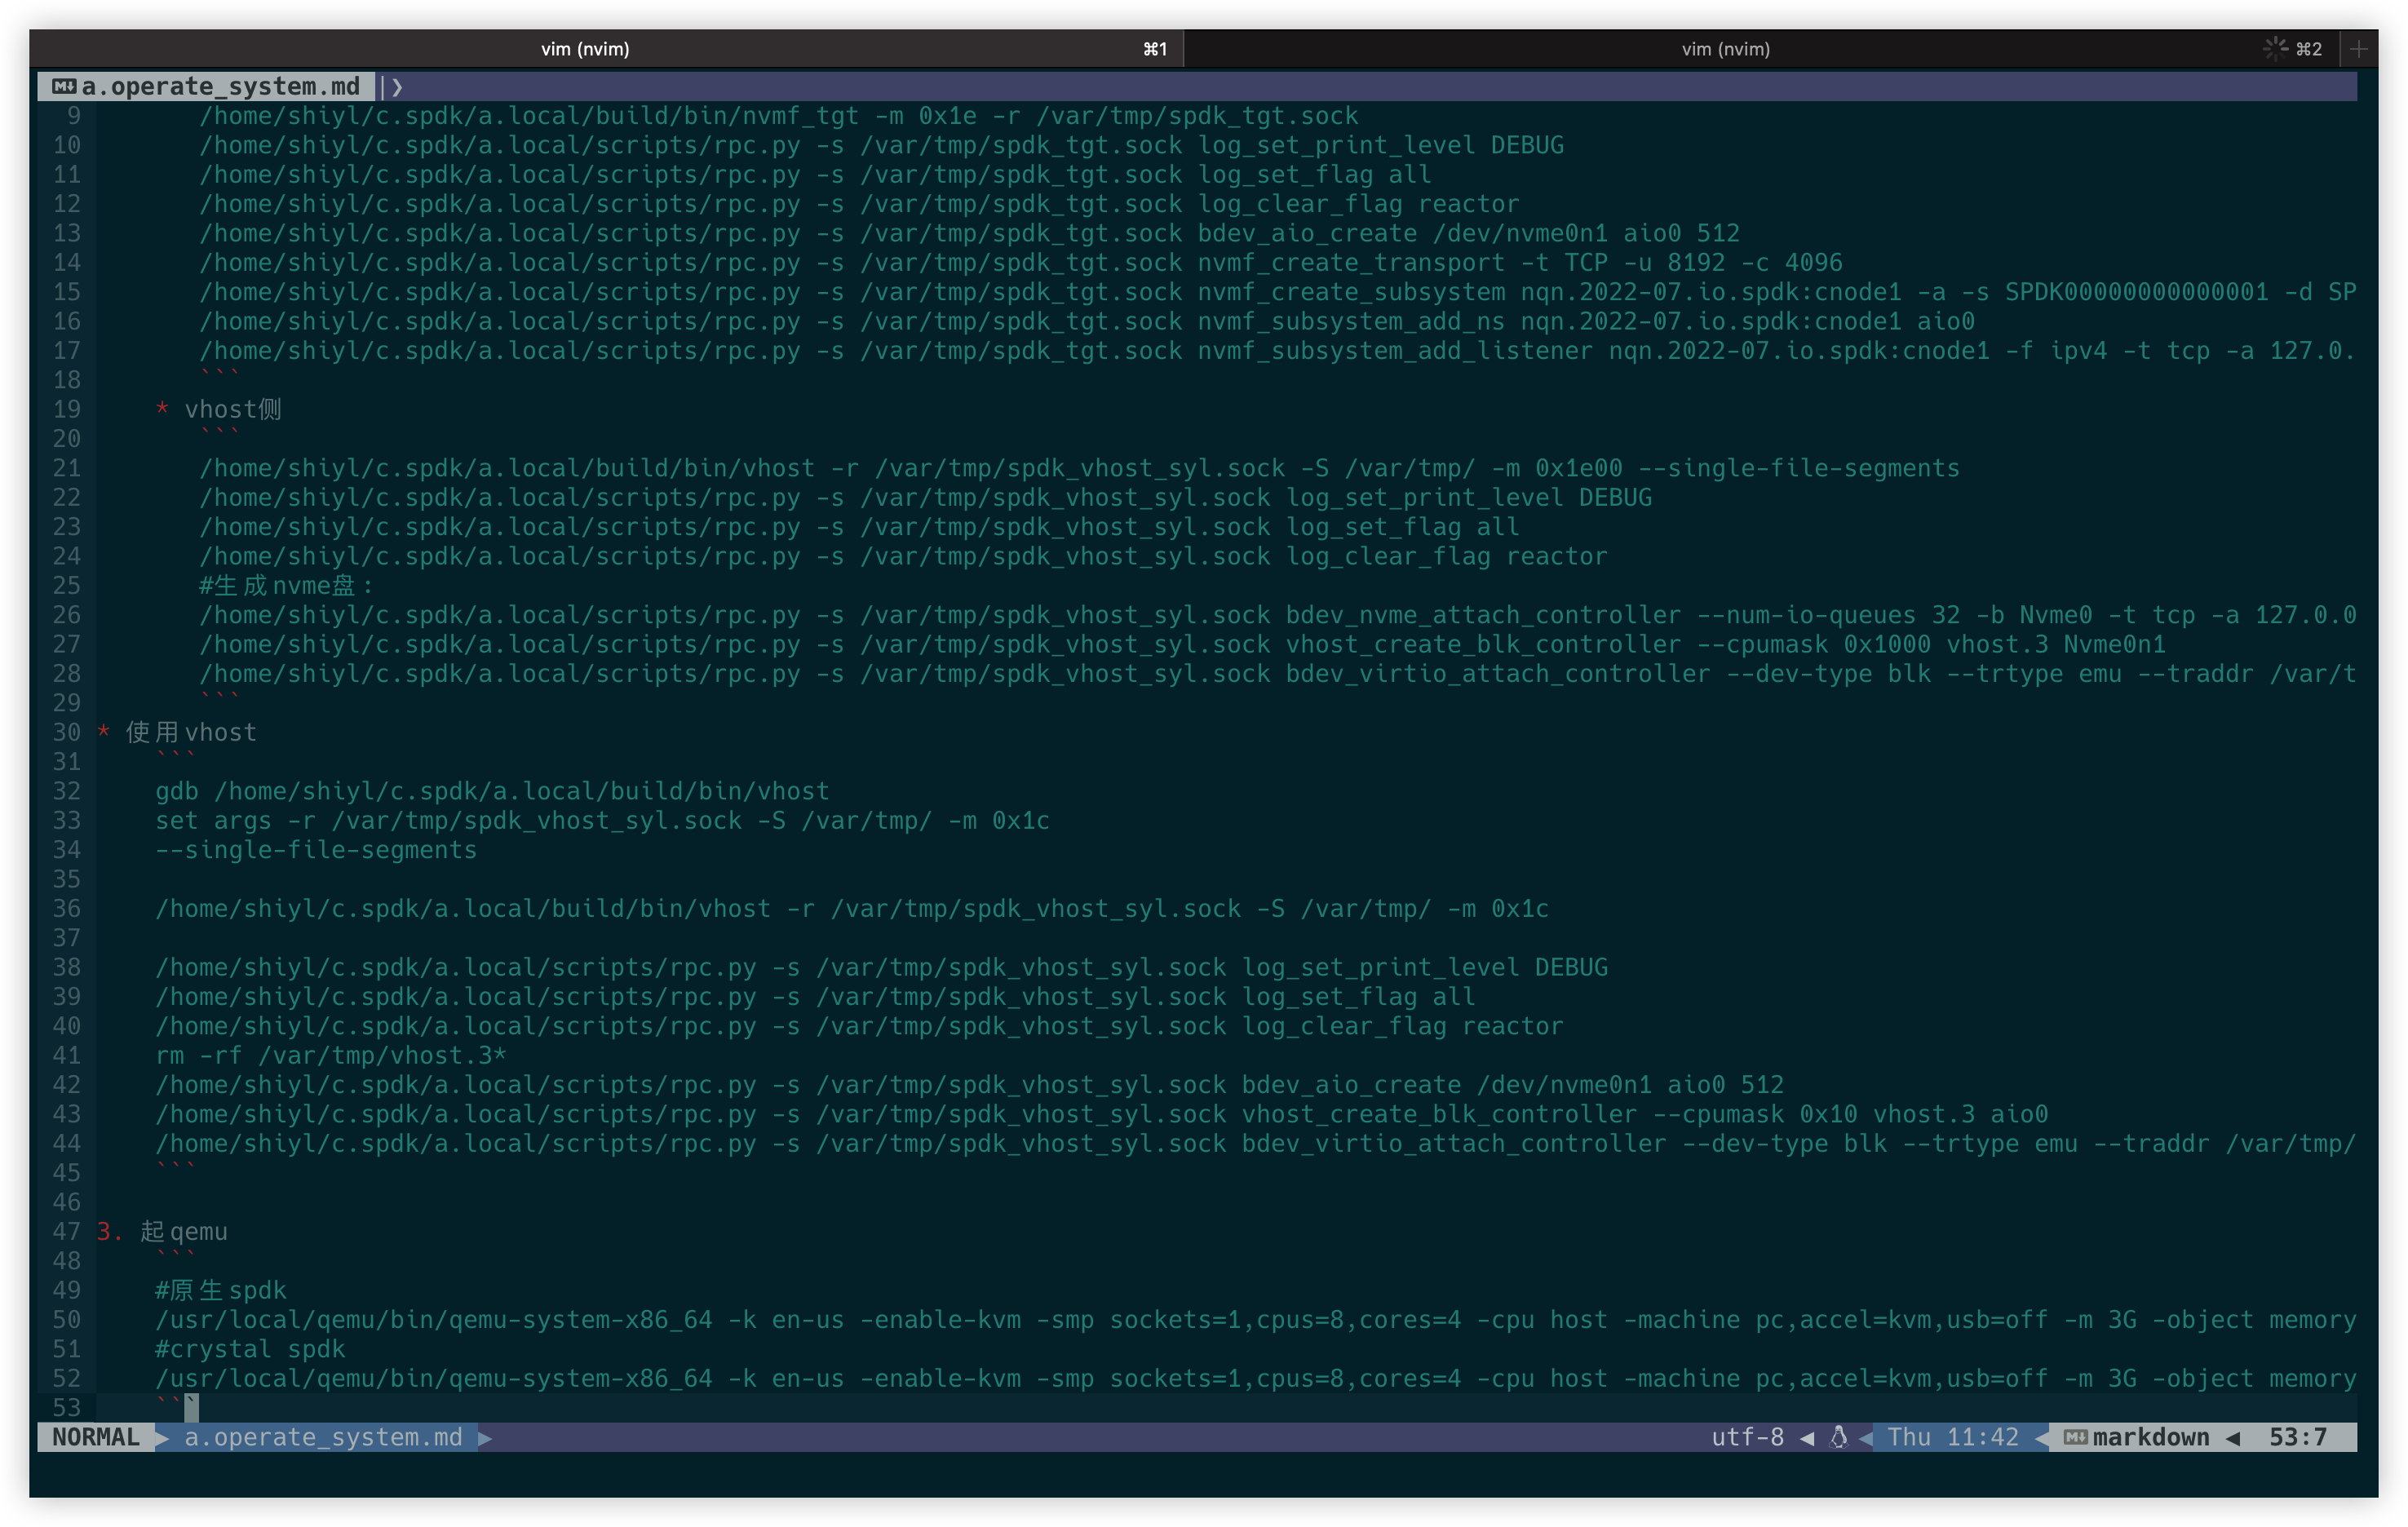 vim (nvim) ⌘1 vim (nvim) ⌘2 +
a.operate_system.md
9 /home/shiyl/c.spdk/a.local/build/bin/nvmf_tgt -m 0x1e -r /var/tmp/spdk_tgt.sock
10 /home/shiyl/c.spdk/a.local/scripts/rpc.py -s /var/tmp/spdk_tgt.sock log_set_print_level DEBUG
11 /home/shiyl/c.spdk/a.local/scripts/rpc.py -s /var/tmp/spdk_tgt.sock log_set_flag all
12 /home/shiyl/c.spdk/a.local/scripts/rpc.py -s /var/tmp/spdk_tgt.sock log_clear_flag reactor
13 /home/shiyl/c.spdk/a.local/scripts/rpc.py -s /var/tmp/spdk_tgt.sock bdev_aio_create /dev/nvme0n1 aio0 512
14 /home/shiyl/c.spdk/a.local/scripts/rpc.py -s /var/tmp/spdk_tgt.sock nvmf_create_transport -t TCP -u 8192 -c 4096
15 /home/shiyl/c.spdk/a.local/scripts/rpc.py -s /var/tmp/spdk_tgt.sock nvmf_create_subsystem nqn.2022-07.io.spdk:cnode1 -a -s SPDK00000000000001 -d SP
16 /home/shiyl/c.spdk/a.local/scripts/rpc.py -s /var/tmp/spdk_tgt.sock nvmf_subsystem_add_ns nqn.2022-07.io.spdk:cnode1 aio0
17 /home/shiyl/c.spdk/a.local/scripts/rpc.py -s /var/tmp/spdk_tgt.sock nvmf_subsystem_add_listener nqn.2022-07.io.spdk:cnode1 -f ipv4 -t tcp -a 127.0.
18 ```
19 * vhost侧
20 ```
21 /home/shiyl/c.spdk/a.local/build/bin/vhost -r /var/tmp/spdk_vhost_syl.sock -S /var/tmp/ -m 0x1e00 --single-file-segments
22 /home/shiyl/c.spdk/a.local/scripts/rpc.py -s /var/tmp/spdk_vhost_syl.sock log_set_print_level DEBUG
23 /home/shiyl/c.spdk/a.local/scripts/rpc.py -s /var/tmp/spdk_vhost_syl.sock log_set_flag all
24 /home/shiyl/c.spdk/a.local/scripts/rpc.py -s /var/tmp/spdk_vhost_syl.sock log_clear_flag reactor
25 #生成nvme盘：
26 /home/shiyl/c.spdk/a.local/scripts/rpc.py -s /var/tmp/spdk_vhost_syl.sock bdev_nvme_attach_controller --num-io-queues 32 -b Nvme0 -t tcp -a 127.0.0
27 /home/shiyl/c.spdk/a.local/scripts/rpc.py -s /var/tmp/spdk_vhost_syl.sock vhost_create_blk_controller --cpumask 0x1000 vhost.3 Nvme0n1
28 /home/shiyl/c.spdk/a.local/scripts/rpc.py -s /var/tmp/spdk_vhost_syl.sock bdev_virtio_attach_controller --dev-type blk --trtype emu --traddr /var/t
29 ```
30 * 使用vhost
31 ```
32 gdb /home/shiyl/c.spdk/a.local/build/bin/vhost
33 set args -r /var/tmp/spdk_vhost_syl.sock -S /var/tmp/ -m 0x1c
34 --single-file-segments
35
36 /home/shiyl/c.spdk/a.local/build/bin/vhost -r /var/tmp/spdk_vhost_syl.sock -S /var/tmp/ -m 0x1c
37
38 /home/shiyl/c.spdk/a.local/scripts/rpc.py -s /var/tmp/spdk_vhost_syl.sock log_set_print_level DEBUG
39 /home/shiyl/c.spdk/a.local/scripts/rpc.py -s /var/tmp/spdk_vhost_syl.sock log_set_flag all
40 /home/shiyl/c.spdk/a.local/scripts/rpc.py -s /var/tmp/spdk_vhost_syl.sock log_clear_flag reactor
41 rm -rf /var/tmp/vhost.3*
42 /home/shiyl/c.spdk/a.local/scripts/rpc.py -s /var/tmp/spdk_vhost_syl.sock bdev_aio_create /dev/nvme0n1 aio0 512
43 /home/shiyl/c.spdk/a.local/scripts/rpc.py -s /var/tmp/spdk_vhost_syl.sock vhost_create_blk_controller --cpumask 0x10 vhost.3 aio0
44 /home/shiyl/c.spdk/a.local/scripts/rpc.py -s /var/tmp/spdk_vhost_syl.sock bdev_virtio_attach_controller --dev-type blk --trtype emu --traddr /var/tmp/
45 ```
46
47 3. 起qemu
48 ```
49 #原生spdk
50 /usr/local/qemu/bin/qemu-system-x86_64 -k en-us -enable-kvm -smp sockets=1,cpus=8,cores=4 -cpu host -machine pc,accel=kvm,usb=off -m 3G -object memory
51 #crystal spdk
52 /usr/local/qemu/bin/qemu-system-x86_64 -k en-us -enable-kvm -smp sockets=1,cpus=8,cores=4 -cpu host -machine pc,accel=kvm,usb=off -m 3G -object memory
53 ```
NORMAL a.operate_system.md utf-8 Thu 11:42 markdown 53:7